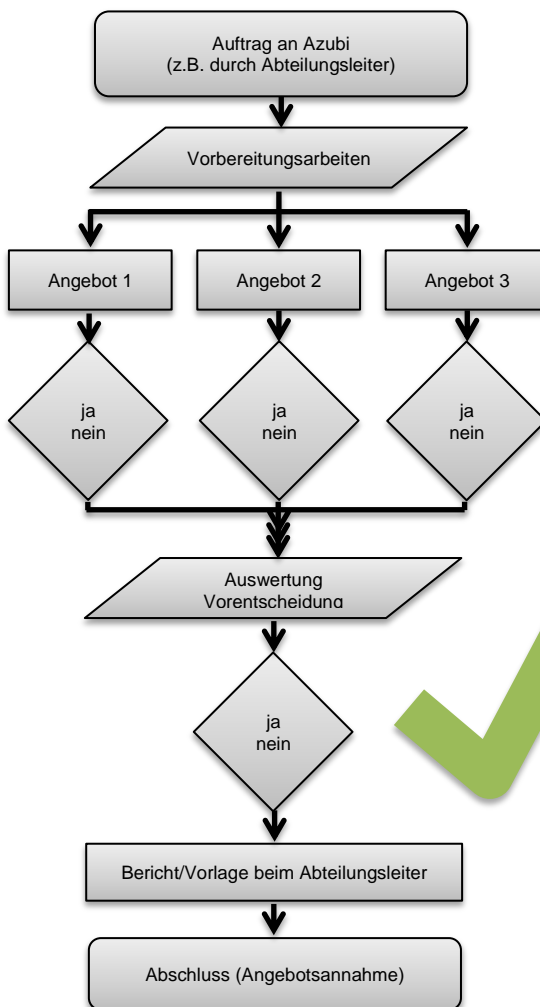 Auftrag an Azubi
(z.B. durch Abteilungsleiter)
Vorbereitungsarbeiten
Angebot 1
Angebot 2
Angebot 3
ja
nein
ja
nein
ja
nein
Auswertung
Vorentscheidung
ja
nein
Bericht/Vorlage beim Abteilungsleiter
Abschluss (Angebotsannahme)